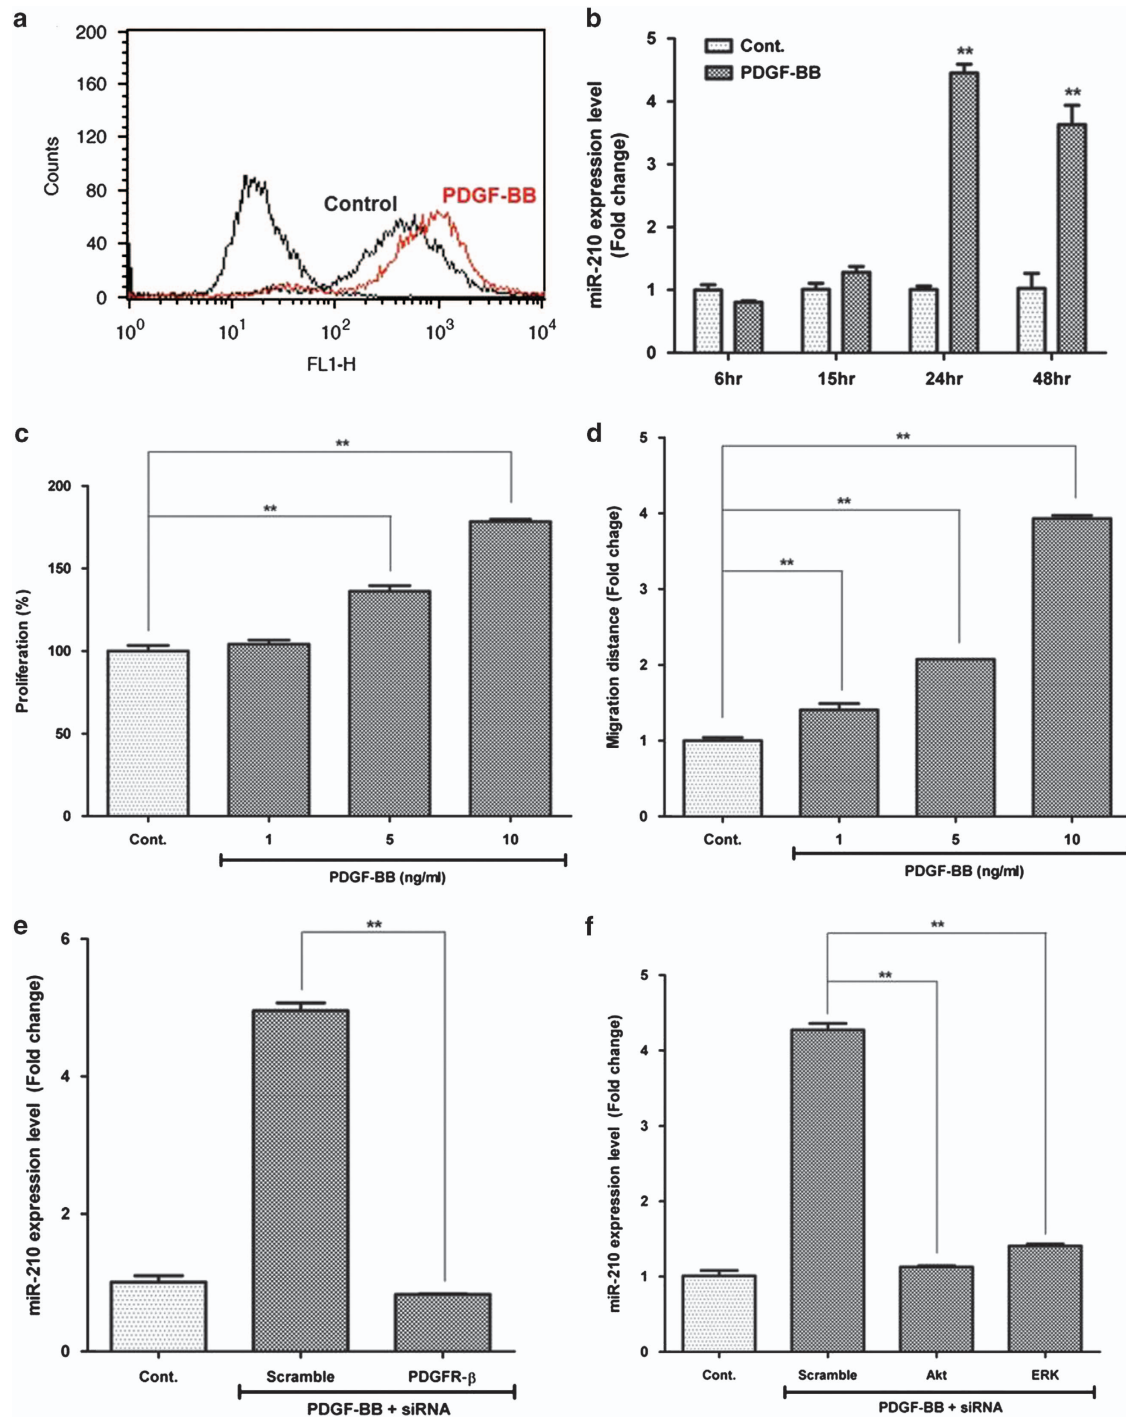 a
200
160
120
80
40
0
Counts
Control
PDGF-BB
10^0 10^1 10^2 10^3 10^4
FL1-H
b
Cont.
PDGF-BB
miR-210 expression level
(Fold change)
5
4
3
2
1
0
**
**
6hr 15hr 24hr 48hr
c
**
**
Proliferation (%)
200
150
100
50
0
Cont. 1 5 10
PDGF-BB (ng/ml)
d
**
**
**
Migration distance (Fold chage)
5
4
3
2
1
0
Cont. 1 5 10
PDGF-BB (ng/ml)
e
**
miR-210 expression level (Fold change)
6
4
2
0
Cont. Scramble PDGFR-β
PDGF-BB + siRNA
f
**
**
miR-210 expression level (Fold change)
5
4
3
2
1
0
Cont. Scramble Akt ERK
PDGF-BB + siRNA